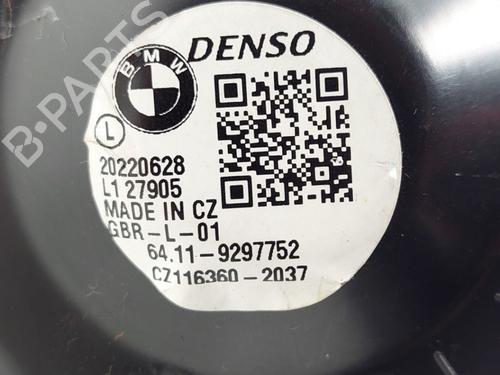 BMW
DENSO
L
20220628
L1 27905
MADE IN CZ
GBR-L-01
64.11-9297752
CZ116360-2037
B-PARTS